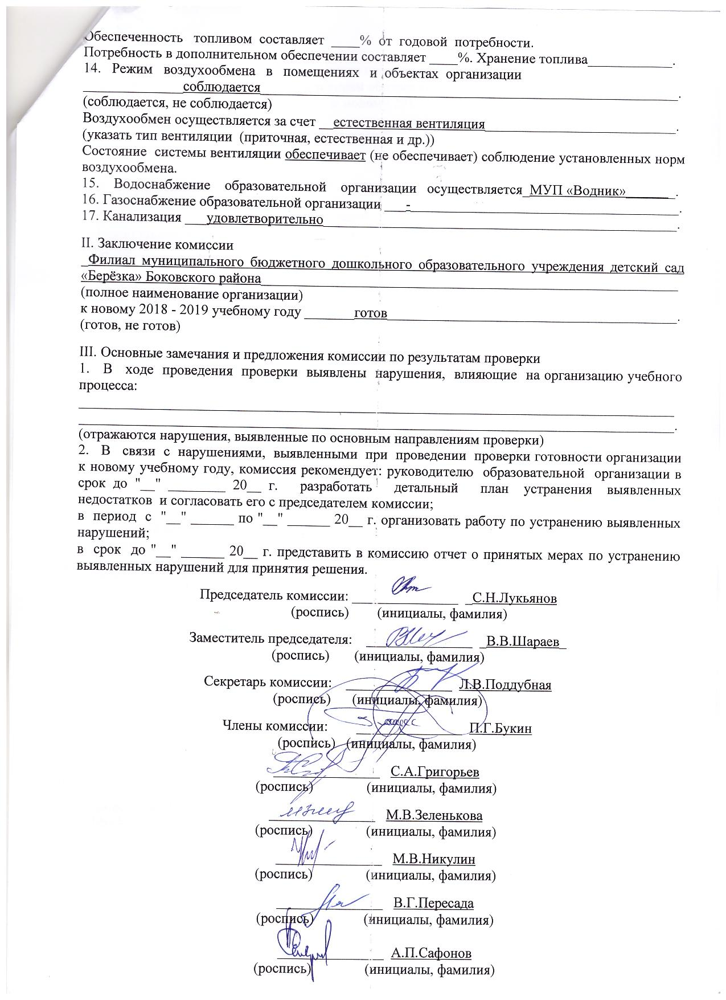 Обеспеченность топливом составляет ____% от годовой потребности.
Потребность в дополнительном обеспечении составляет ____%. Хранение топлива____________.
14. Режим воздухообмена в помещениях и объектах организации
______________соблюдается______________________________.
(соблюдается, не соблюдается)
Воздухообмен осуществляется за счет __естественная вентиляция__________________________.
(указать тип вентиляции (приточная, естественная и др.))
Состояние системы вентиляции обеспечивает (не обеспечивает) соблюдение установленных норм
воздухообмена.
15. Водоснабжение образовательной организации осуществляется_МУП «Водник»_______.
16. Газоснабжение образовательной организации ___-______________________________.
17. Канализация ___удовлетворительно______________________________.
II. Заключение комиссии
_Филиал муниципального бюджетного дошкольного образовательного учреждения детский сад
«Берёзка» Боковского района______________________________
(полное наименование организации)
к новому 2018 - 2019 учебному году _______готов______________________________.
(готов, не готов)
III. Основные замечания и предложения комиссии по результатам проверки
1. В ходе проведения проверки выявлены нарушения, влияющие на организацию учебного
процесса:
____________________________________________________________
____________________________________________________________.
(отражаются нарушения, выявленные по основным направлениям проверки)
2. В связи с нарушениями, выявленными при проведении проверки готовности организации
к новому учебному году, комиссия рекомендует: руководителю образовательной организации в
срок до "__" ________ 20__ г. разработать детальный план устранения выявленных
недостатков и согласовать его с председателем комиссии;
в период с "__" ______ по "__" ______ 20__ г. организовать работу по устранению выявленных
нарушений;
в срок до "__" ______ 20__ г. представить в комиссию отчет о принятых мерах по устранению
выявленных нарушений для принятия решения.
Председатель комиссии: _______________ _С.Н.Лукьянов
(роспись) (инициалы, фамилия)
Заместитель председателя: _______________ _В.В.Шараев_
(роспись) (инициалы, фамилия)
Секретарь комиссии: _______________ Л.В.Поддубная
(роспись) (инициалы, фамилия)
Члены комиссии: _______________ П.Г.Букин
(роспись) (инициалы, фамилия)
_______________ С.А.Григорьев
(роспись) (инициалы, фамилия)
_______________ М.В.Зеленькова
(роспись) (инициалы, фамилия)
_______________ М.В.Никулин
(роспись) (инициалы, фамилия)
_______________ В.Г.Пересада
(роспись) (инициалы, фамилия)
_______________ А.П.Сафонов
(роспись) (инициалы, фамилия)